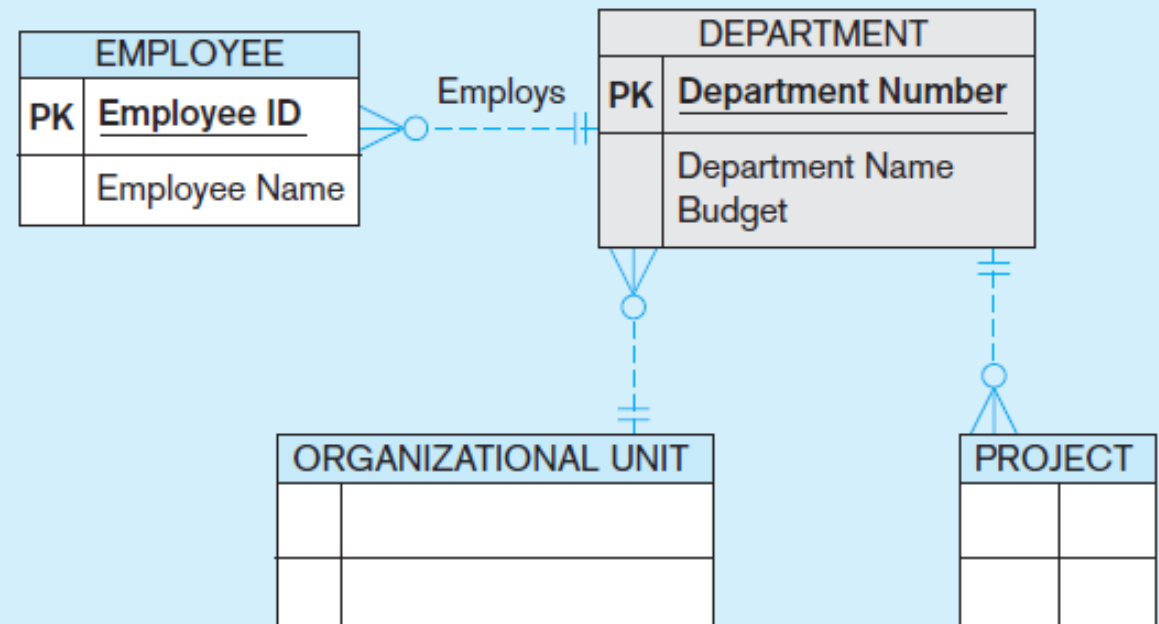 EMPLOYEE
PK Employee ID
Employee Name
Employs
DEPARTMENT
PK Department Number
Department Name
Budget
ORGANIZATIONAL UNIT
PROJECT